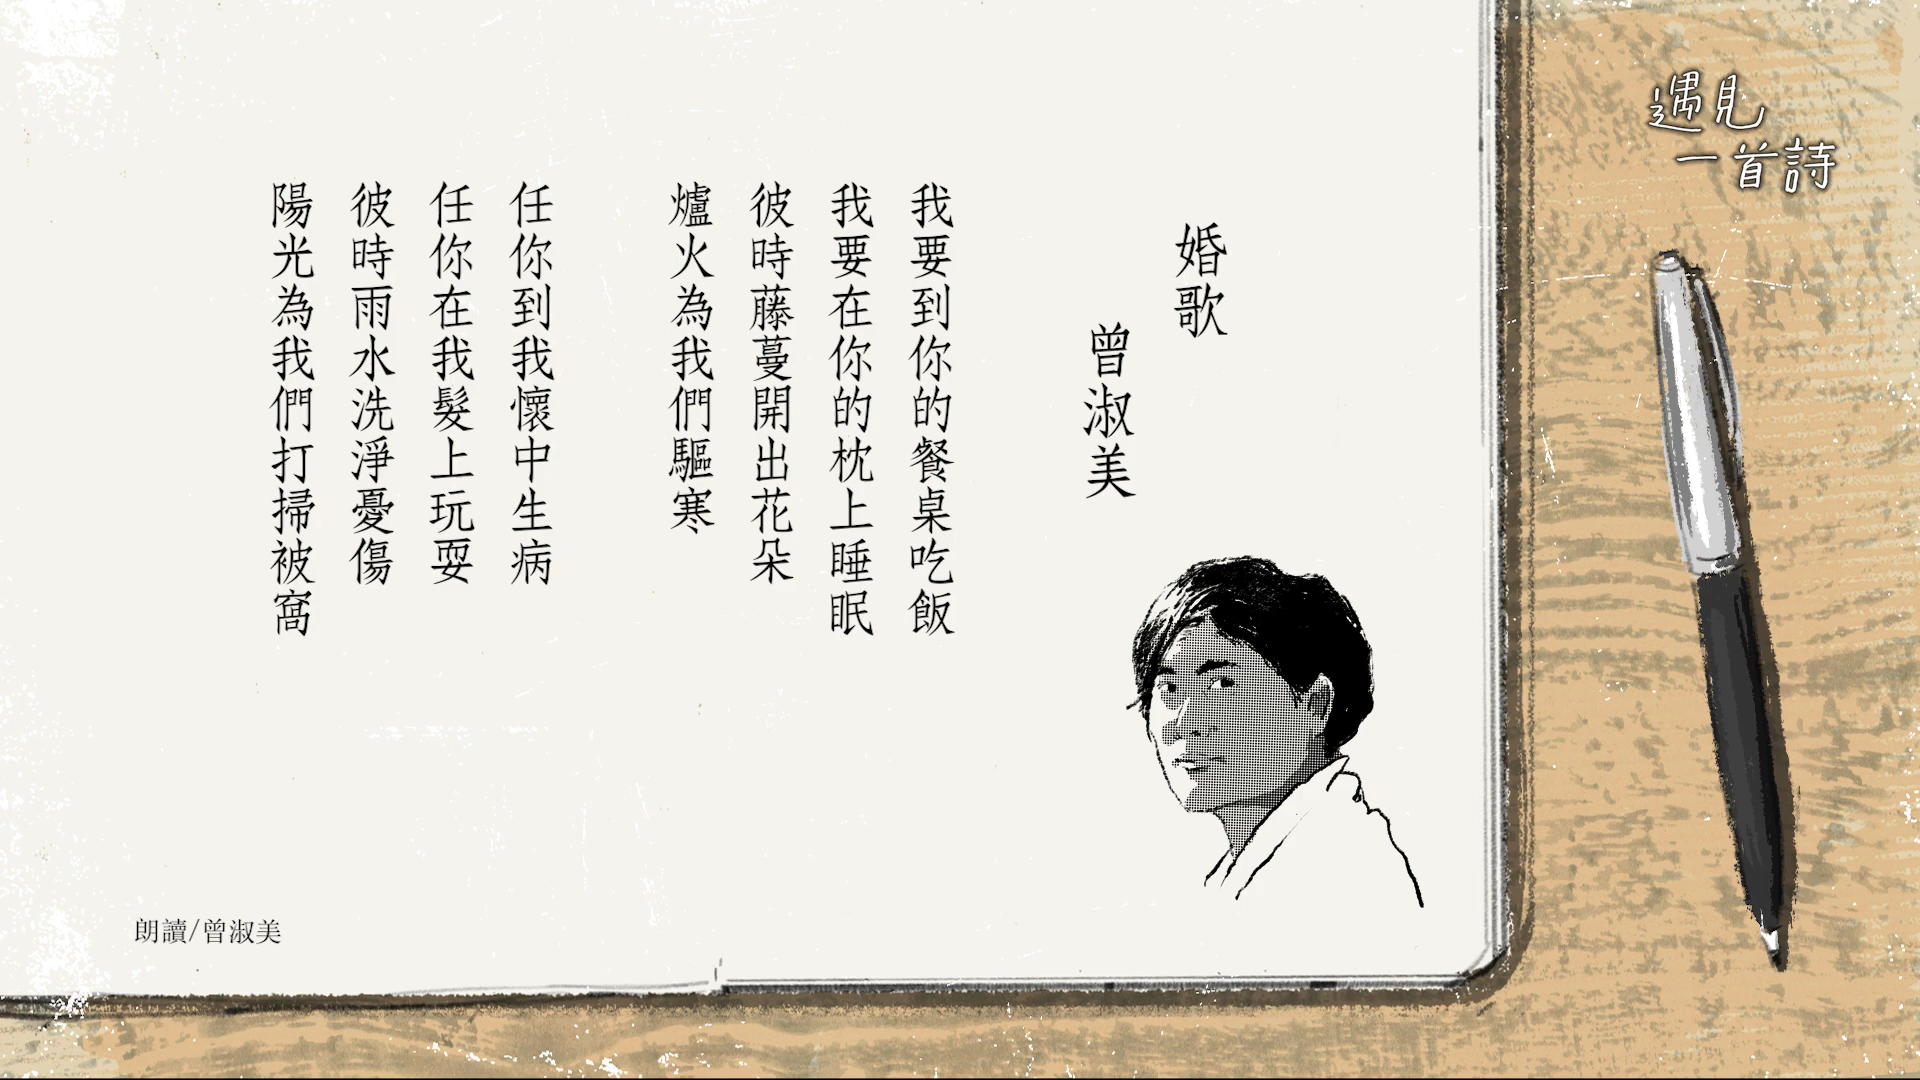 遇見
一首詩
婚歌
曾淑美
我要到你的餐桌吃飯
我要在你的枕上睡眠
彼時藤蔓開出花朵
爐火為我們驅寒
任你到我懷中生病
任你在我髮上玩耍
彼時雨水洗淨憂傷
陽光為我們打掃被窩
朗讀/曾淑美